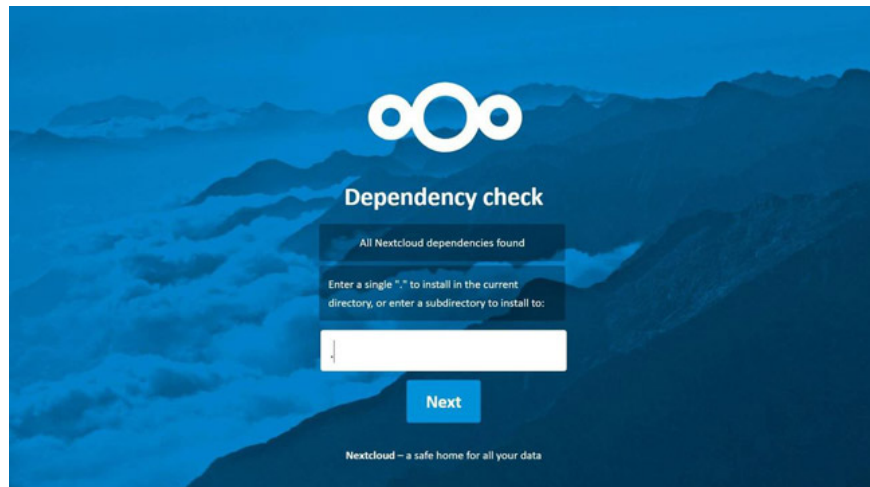 Dependency check
All Nextcloud dependencies found
Enter a single "." to install in the current
directory, or enter a subdirectory to install to:
.
Next
Nextcloud – a safe home for all your data